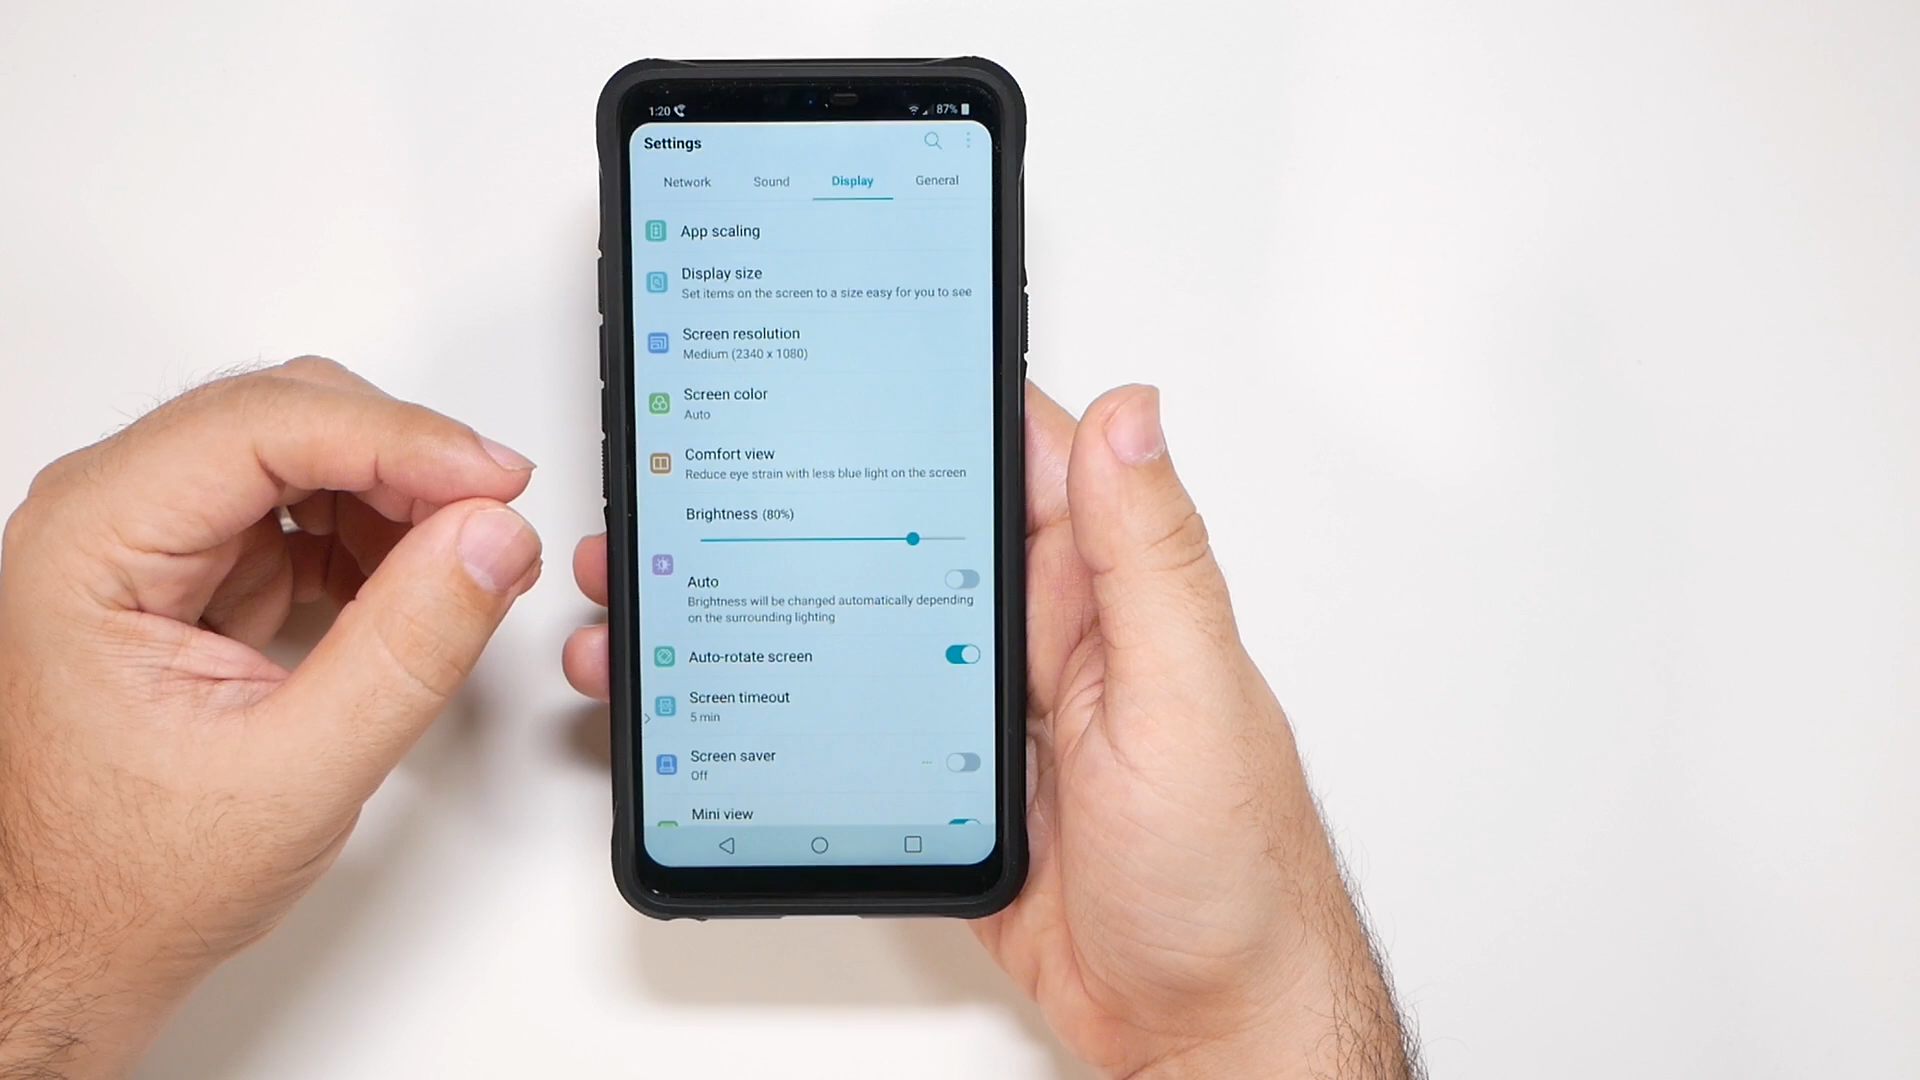 1:20
87%
Settings
Network Sound Display General
App scaling
Display size
Set items on the screen to a size easy for you to see
Screen resolution
Medium (2340 x 1080)
Screen color
Auto
Comfort view
Reduce eye strain with less blue light on the screen
Brightness (80%)
Auto
Brightness will be changed automatically depending
on the surrounding lighting
Auto-rotate screen
Screen timeout
5 min
Screen saver
Off
Mini view